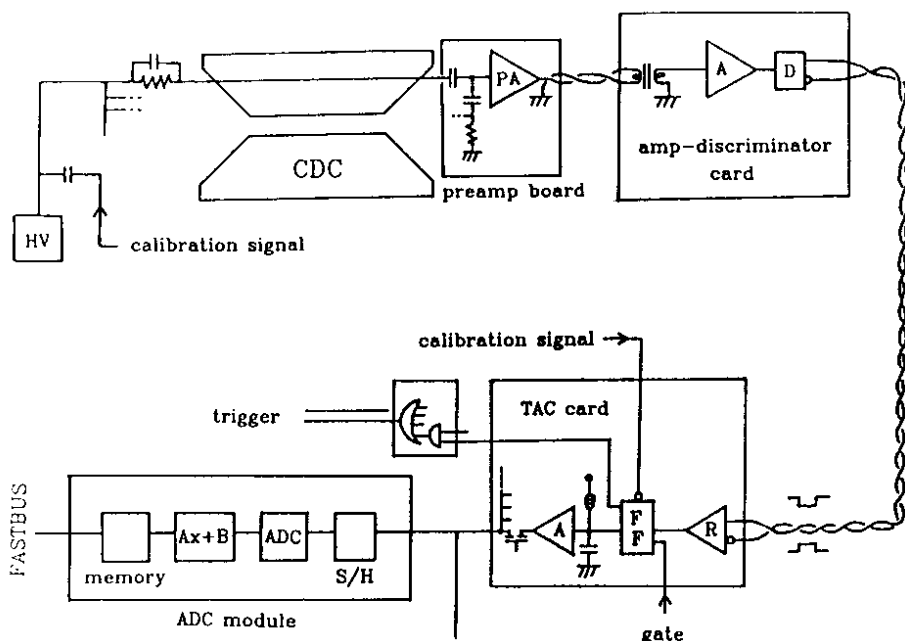 PA
A
D
CDC
preamp board
amp-discriminator
card
HV
calibration signal
calibration signal
trigger
TAC card
FASTBUS
memory
Ax+B
ADC
S/H
A
F
F
R
ADC module
gate